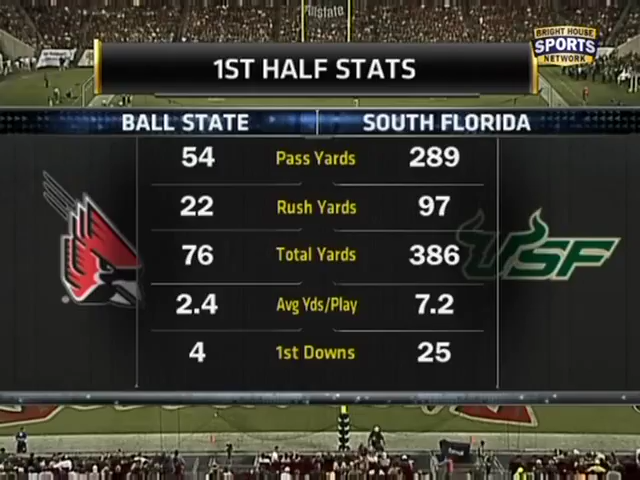 Allstate
BRIGHT HOUSE
SPORTS
NETWORK
1ST HALF STATS
BALL STATE SOUTH FLORIDA
54 Pass Yards 289
22 Rush Yards 97
76 Total Yards 386
USF
2.4 Avg Yds/Play 7.2
4 1st Downs 25